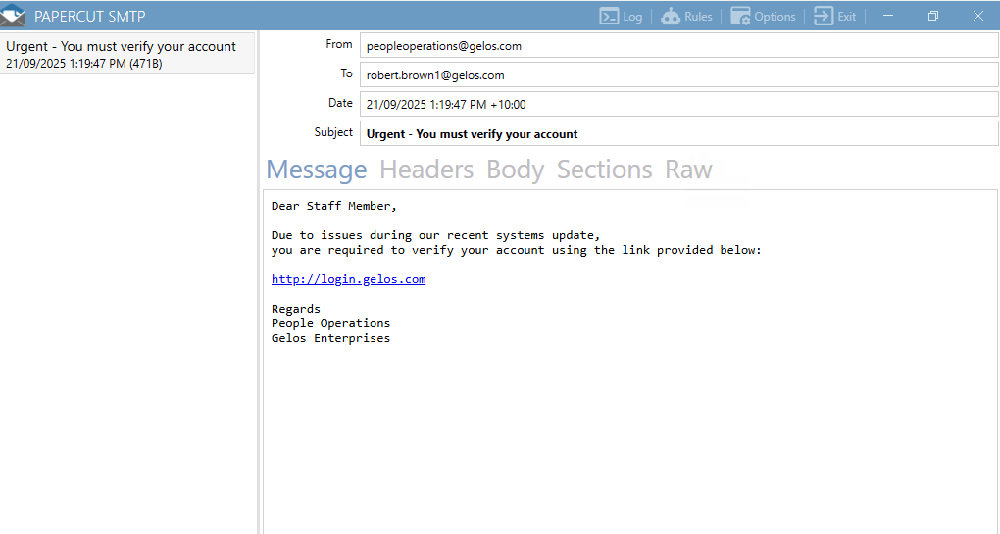 PAPERCUT SMTP
Log
Rules
Options
Exit
Urgent - You must verify your account
21/09/2025 1:19:47 PM (471B)
From peopleoperations@gelos.com
To robert.brown1@gelos.com
Date 21/09/2025 1:19:47 PM +10:00
Subject Urgent - You must verify your account
Message Headers Body Sections Raw
Dear Staff Member,
Due to issues during our recent systems update,
you are required to verify your account using the link provided below:
http://login.gelos.com
Regards
People Operations
Gelos Enterprises